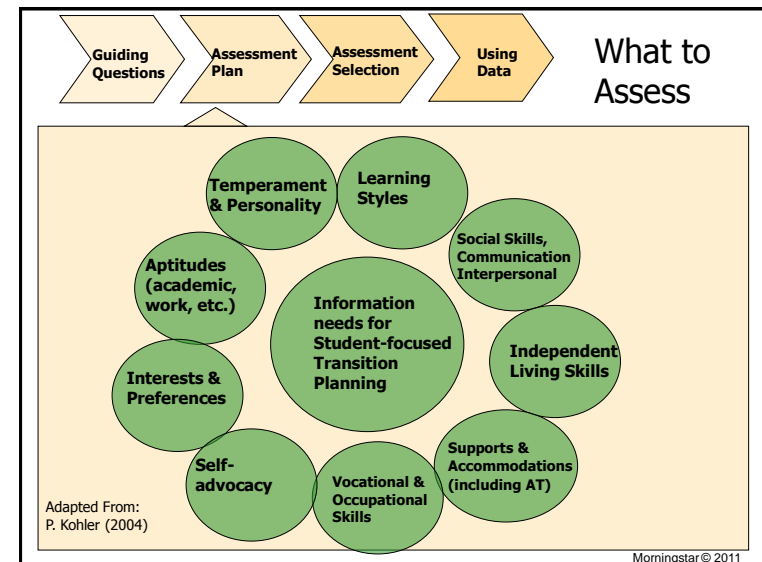 Guiding
Questions
Assessment
Plan
Assessment
Selection
Using
Data
What to
Assess
Temperament
& Personality
Learning
Styles
Social Skills,
Communication
Interpersonal
Independent
Living Skills
Supports &
Accommodations
(including AT)
Vocational &
Occupational
Skills
Self-
advocacy
Interests &
Preferences
Aptitudes
(academic,
work, etc.)
Information
needs for
Student-focused
Transition
Planning
Adapted From:
P. Kohler (2004)
Morningstar© 2011